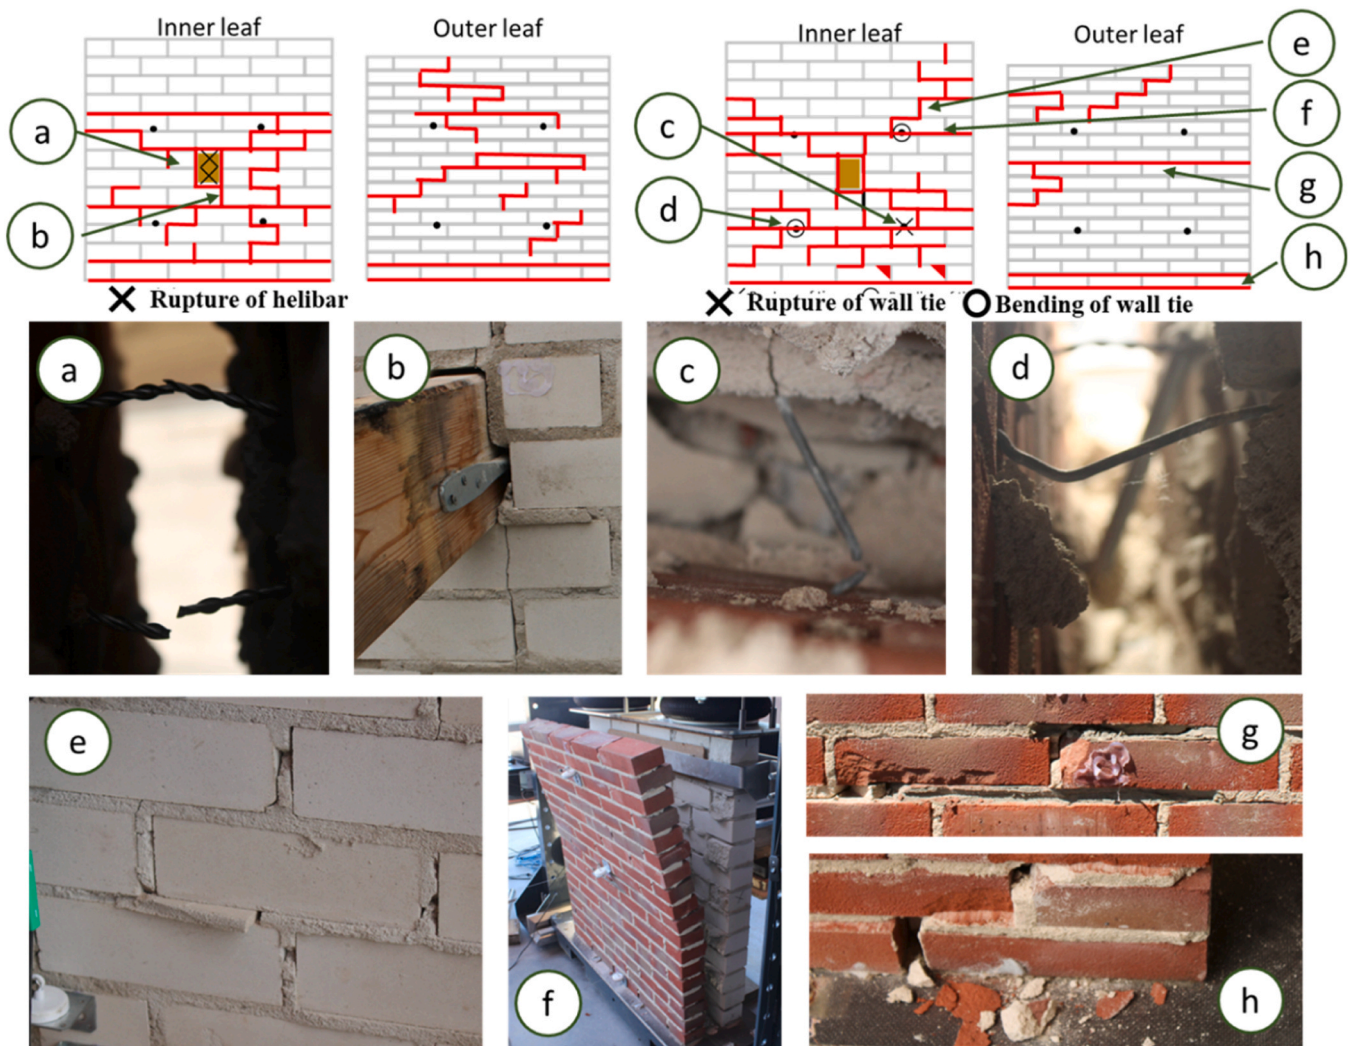 Inner leaf
Outer leaf
Inner leaf
Outer leaf
a
b
c
d
e
f
g
h
Rupture of helibar
Rupture of wall tie
Bending of wall tie
a
b
c
d
e
f
g
h